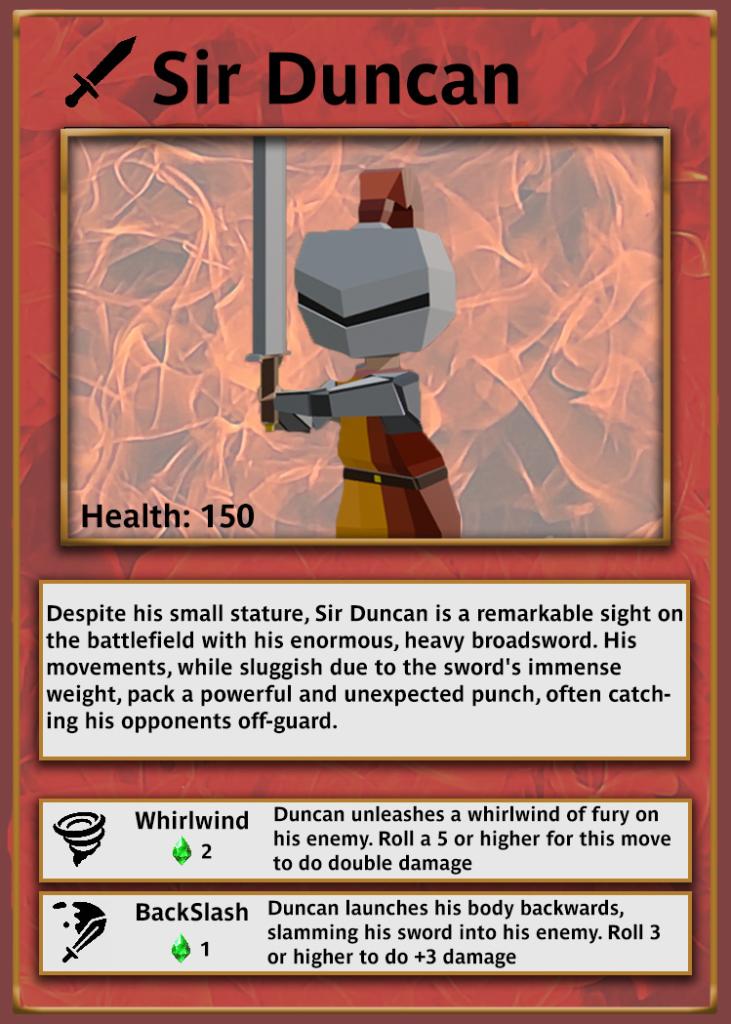 Sir Duncan
Health: 150
Despite his small stature, Sir Duncan is a remarkable sight on
the battlefield with his enormous, heavy broadsword. His
movements, while sluggish due to the sword's immense
weight, pack a powerful and unexpected punch, often catch-
ing his opponents off-guard.
Whirlwind
2
Duncan unleashes a whirlwind of fury on
his enemy. Roll a 5 or higher for this move
to do double damage
BackSlash
1
Duncan launches his body backwards,
slamming his sword into his enemy. Roll 3
or higher to do +3 damage